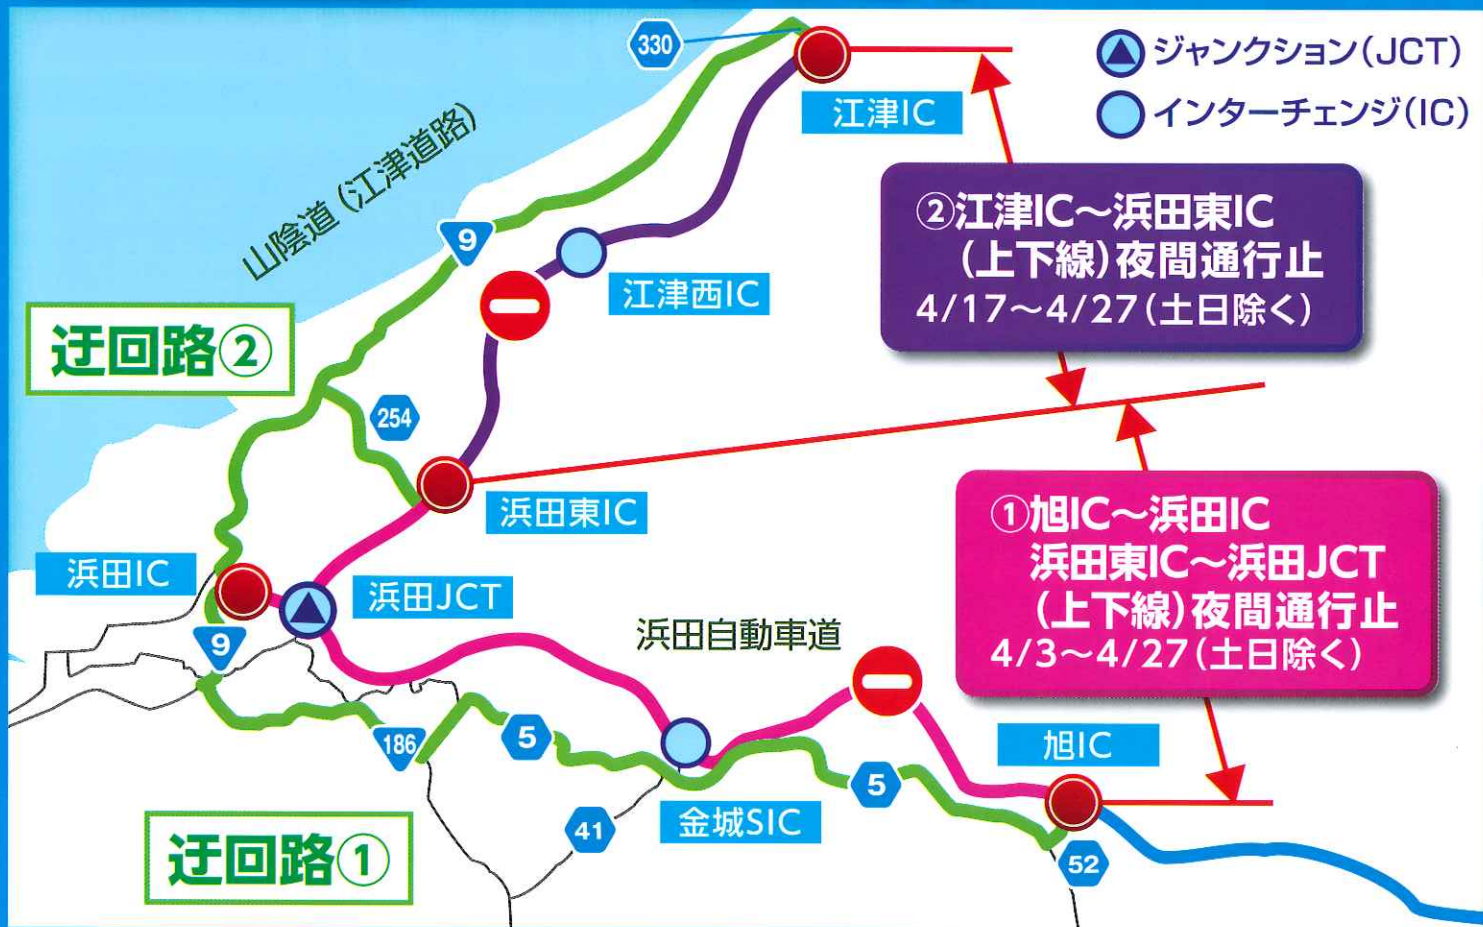 330
ジャンクション(JCT)
インターチェンジ(IC)
江津IC
山陰道(江津道路)
②江津IC～浜田東IC
(上下線)夜間通行止
4/17～4/27(土日除く)
9
江津西IC
迂回路②
254
浜田東IC
①旭IC～浜田IC
浜田東IC～浜田JCT
(上下線)夜間通行止
4/3～4/27(土日除く)
浜田IC
浜田JCT
9
浜田自動車道
186
5
旭IC
5
金城SIC
41
迂回路①
52